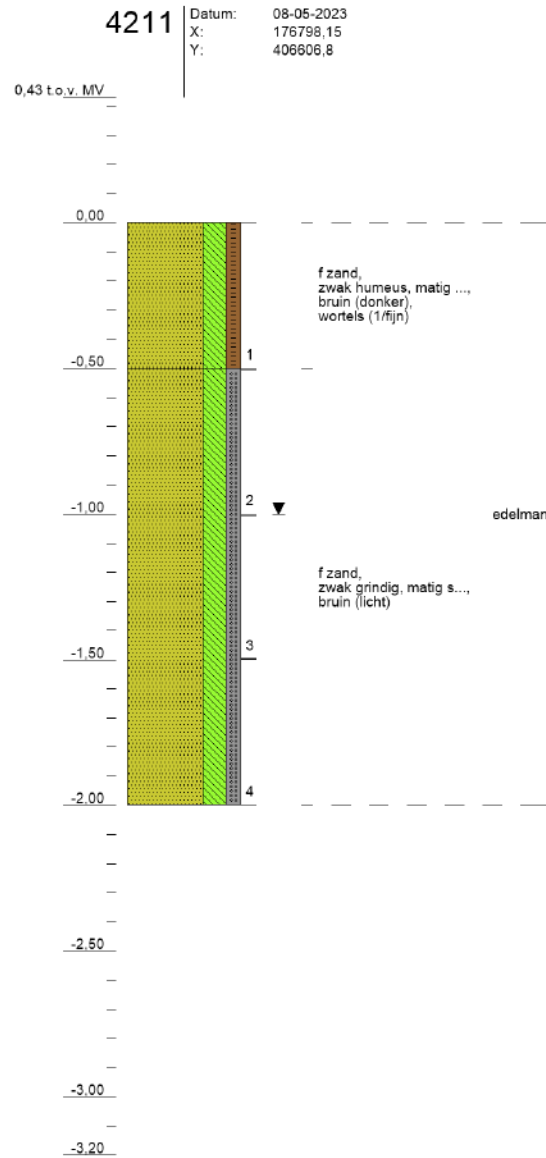 4211
Datum: 08-05-2023
X: 176798,15
Y: 406606,8
0,43 t.o.v. MV
0,00
f zand,
zwak humeus, matig ...,
bruin (donker),
wortels (1/fijn)
1
-0,50
2
-1,00
edelman
f zand,
zwak grindig, matig s...,
bruin (licht)
3
-1,50
4
-2,00
-2,50
-3,00
-3,20